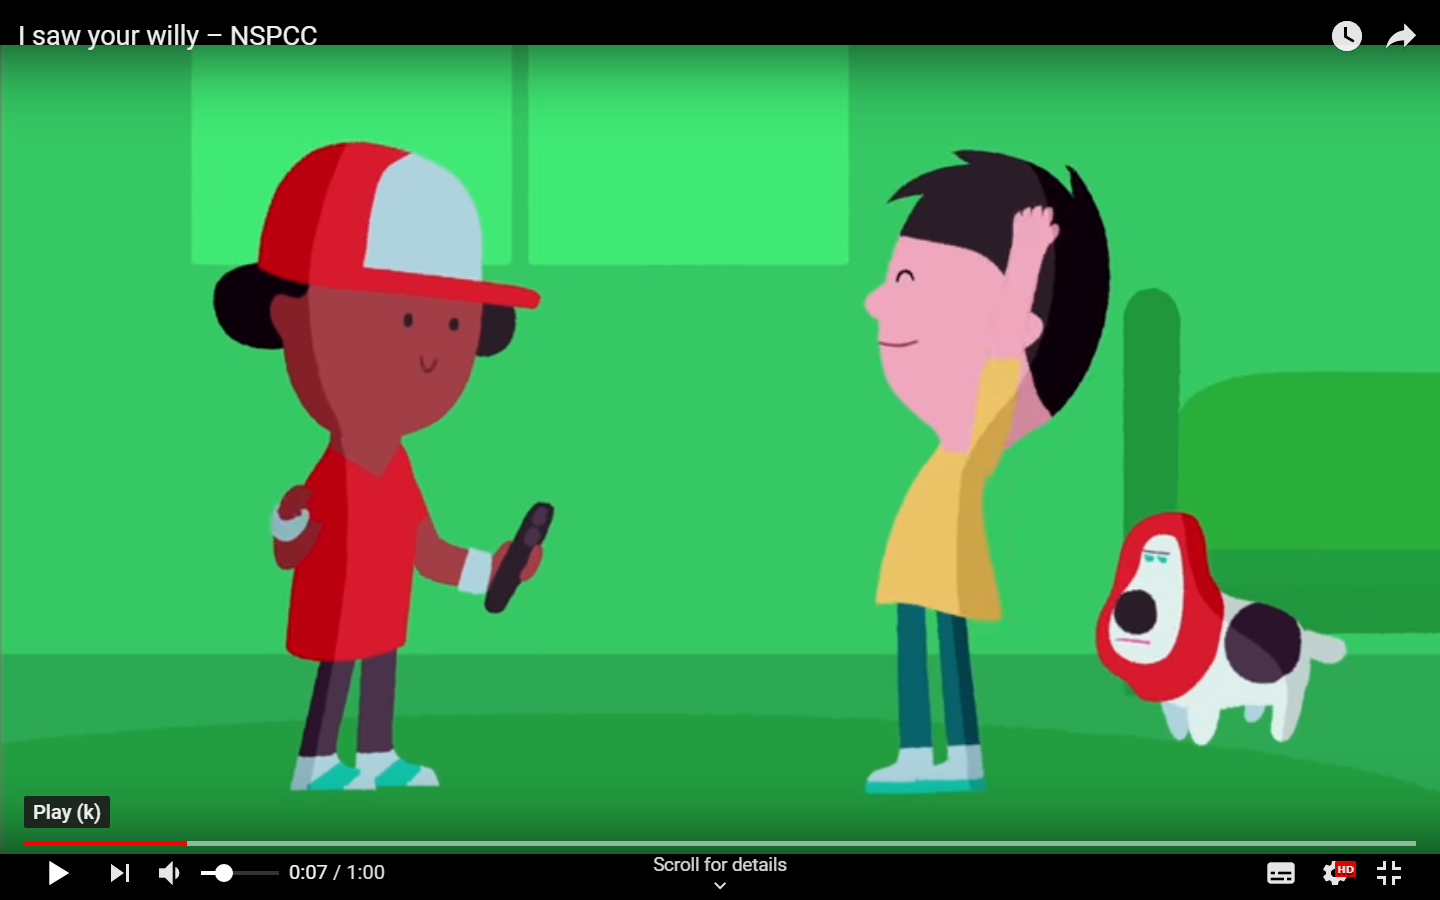 I saw your willy – NSPCC
Play (k)
0:07 / 1:00
Scroll for details
HD